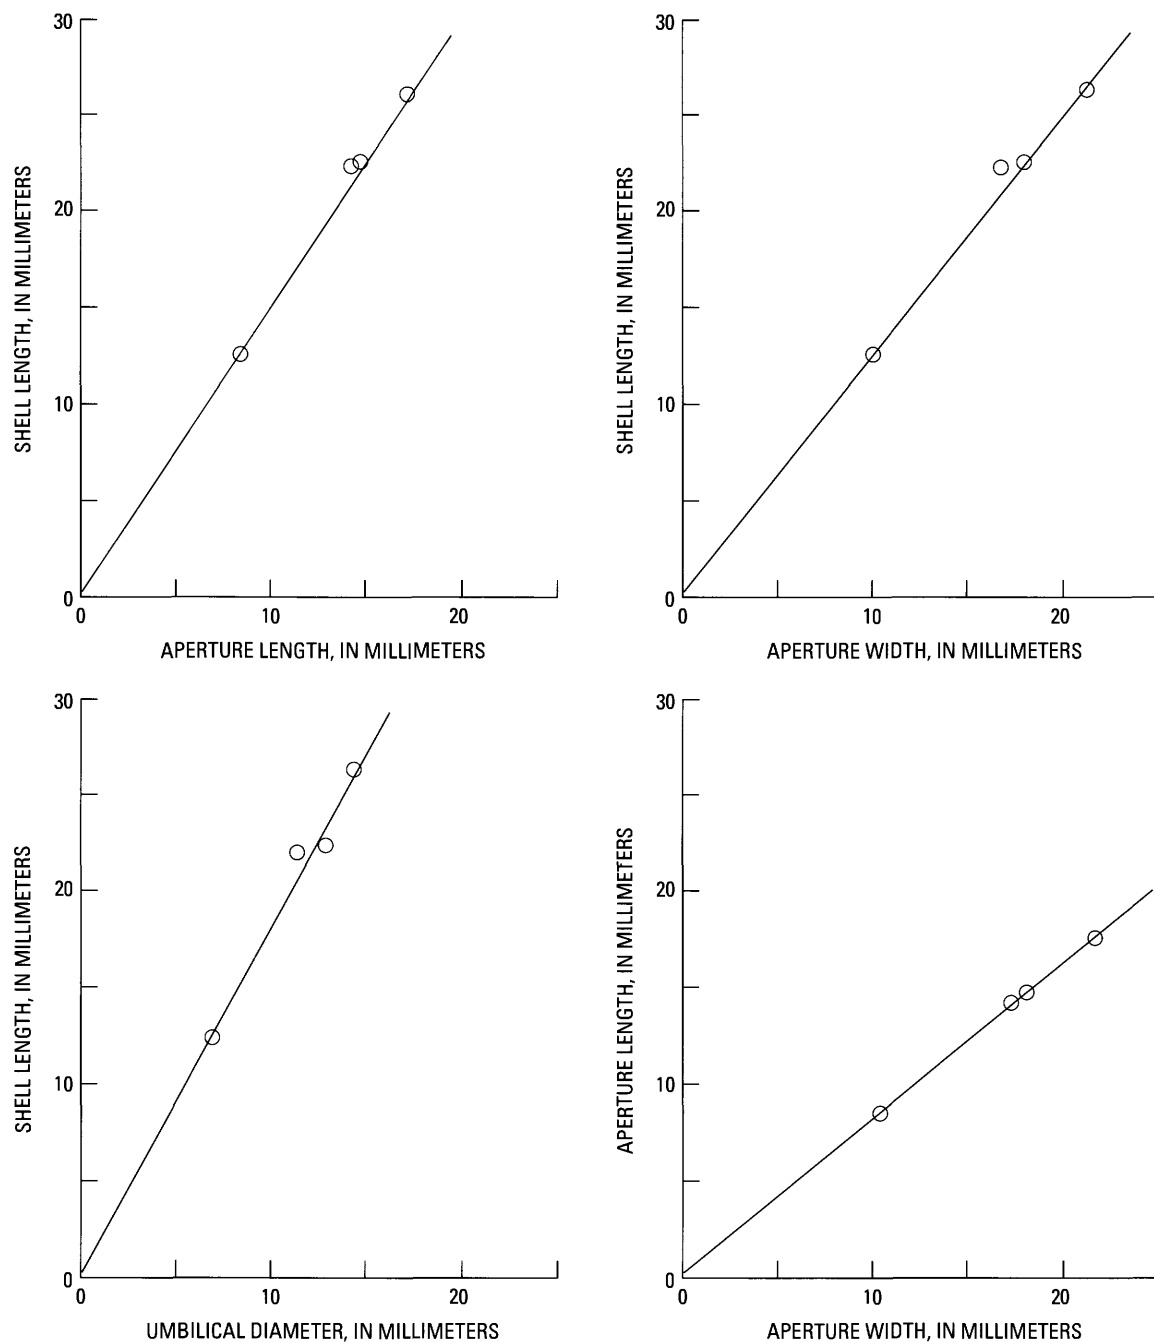 30
20
10
0
SHELL LENGTH, IN MILLIMETERS
0 10 20
APERTURE LENGTH, IN MILLIMETERS
30
20
10
0
SHELL LENGTH, IN MILLIMETERS
0 10 20
APERTURE WIDTH, IN MILLIMETERS
30
20
10
0
SHELL LENGTH, IN MILLIMETERS
0 10 20
UMBILICAL DIAMETER, IN MILLIMETERS
30
20
10
0
APERTURE LENGTH, IN MILLIMETERS
0 10 20
APERTURE WIDTH, IN MILLIMETERS